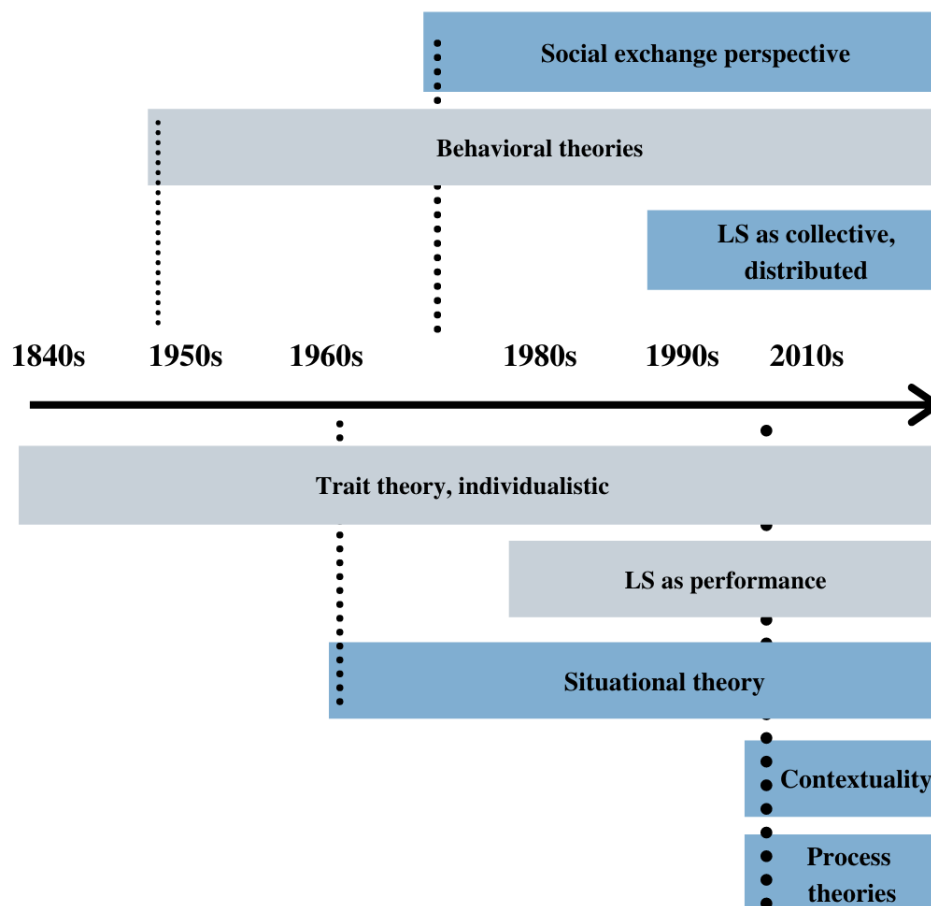 Social exchange perspective
Behavioral theories
LS as collective,
distributed
1840s 1950s 1960s 1980s 1990s 2010s
Trait theory, individualistic
LS as performance
Situational theory
Contextuality
Process
theories